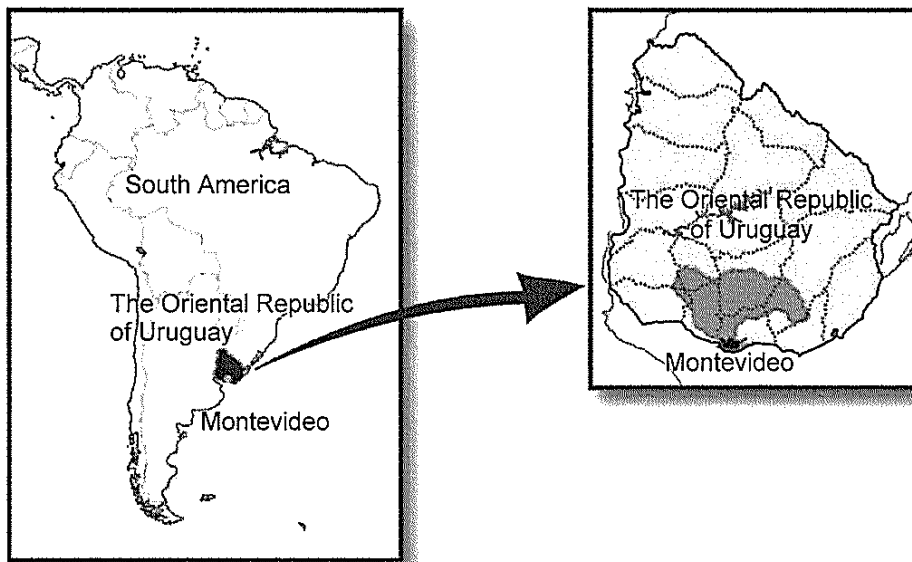 South America
The Oriental Republic
of Uruguay
Montevideo
The Oriental Republic
of Uruguay
Montevideo